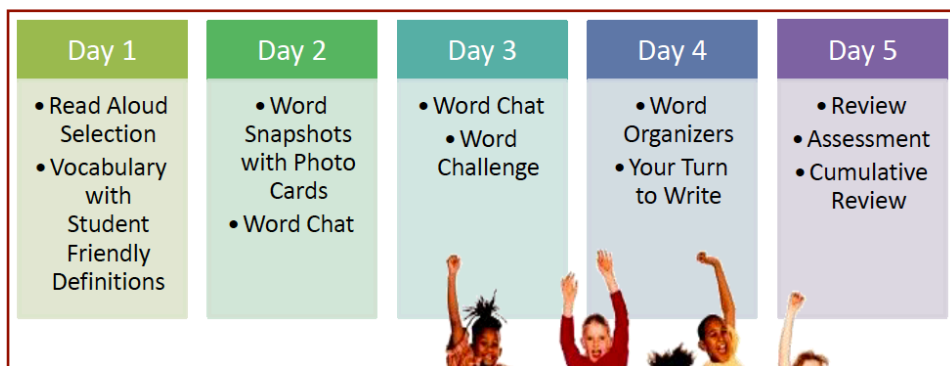 Day 1
• Read Aloud
Selection
• Vocabulary
with
Student
Friendly
Definitions
Day 2
• Word
Snapshots
with Photo
Cards
• Word Chat
Day 3
• Word Chat
• Word
Challenge
Day 4
• Word
Organizers
• Your Turn
to Write
Day 5
• Review
• Assessment
• Cumulative
Review